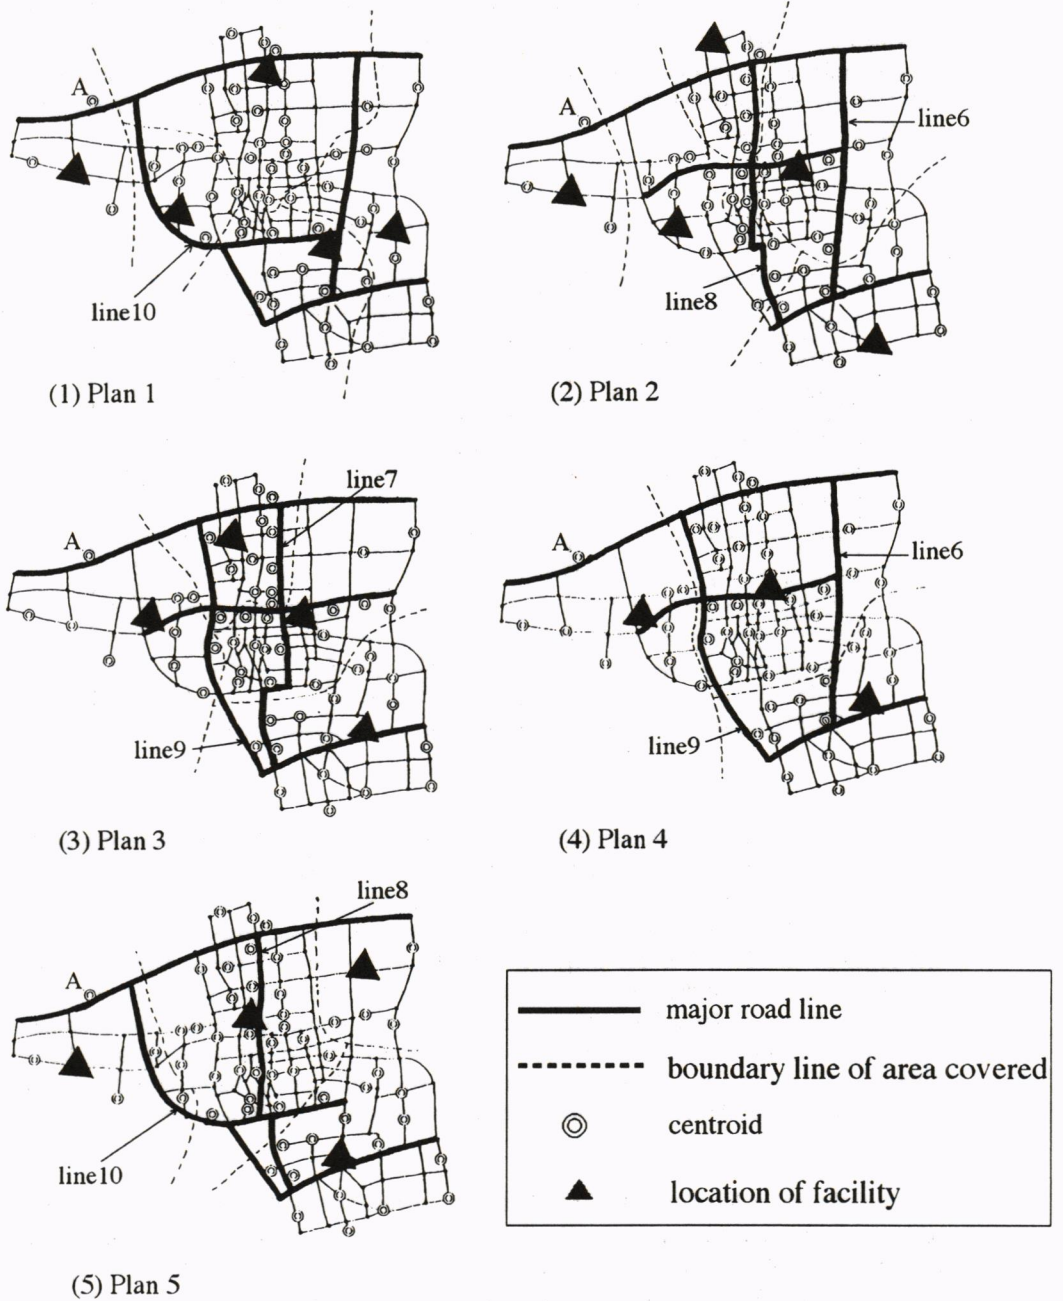 A
line10
(1) Plan 1
A
line6
line8
(2) Plan 2
line7
A
line9
(3) Plan 3
A
line6
line9
(4) Plan 4
line8
A
line10
(5) Plan 5
major road line
boundary line of area covered
centroid
location of facility